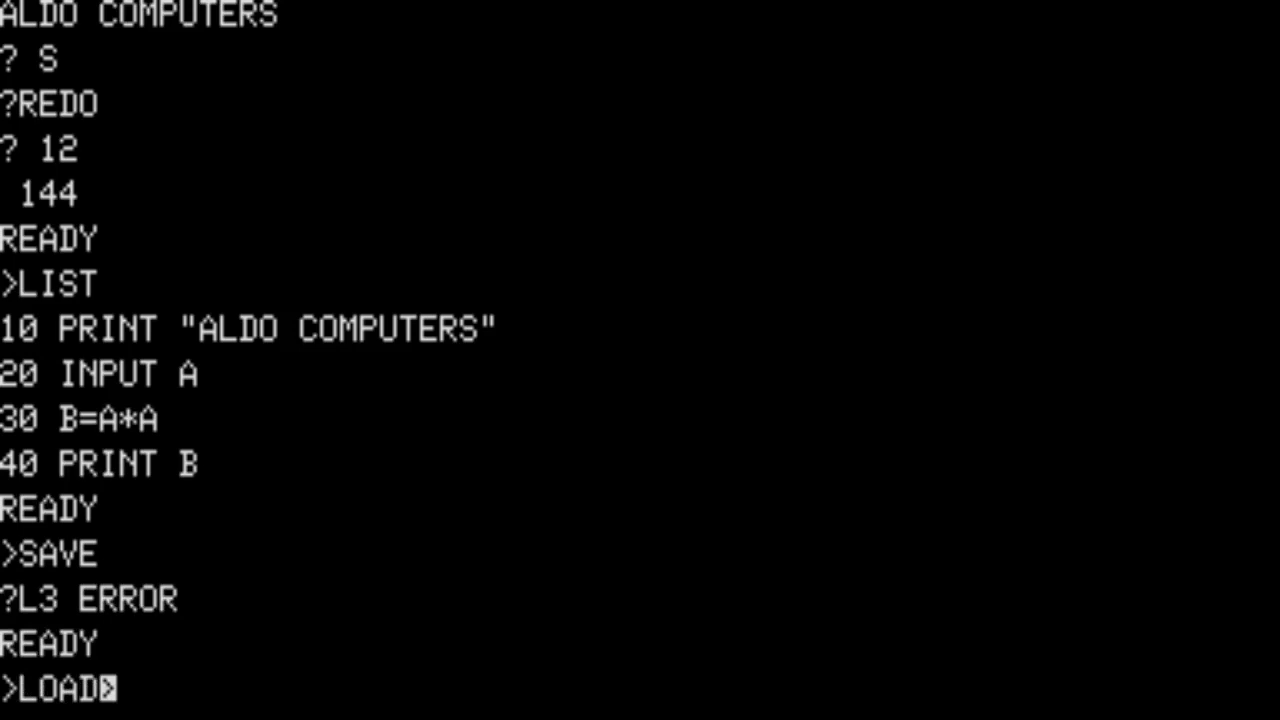 ALDO COMPUTERS
? S
?REDO
? 12
 144
READY
>LIST
10 PRINT "ALDO COMPUTERS"
20 INPUT A
30 B=A*A
40 PRINT B
READY
>SAVE
?L3 ERROR
READY
>LOAD>